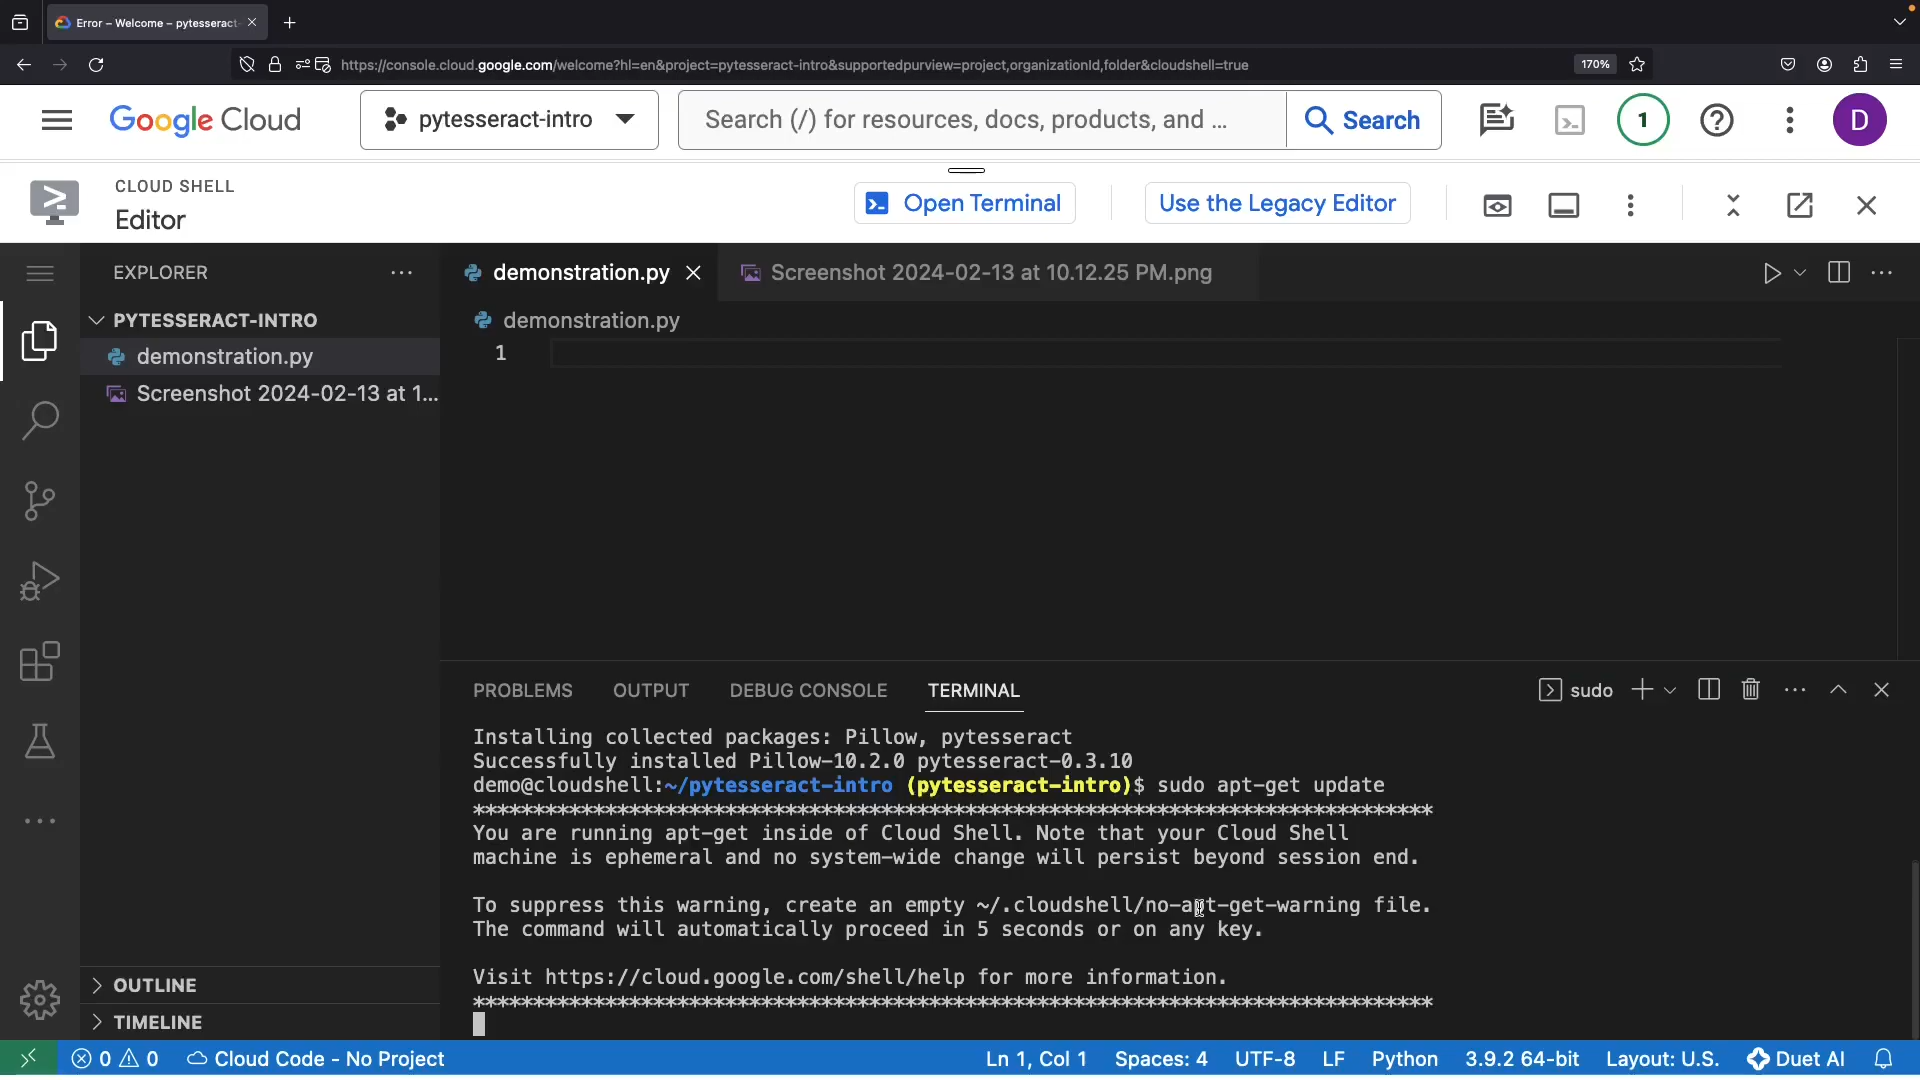 Error – Welcome – pytesseract-
https://console.cloud.google.com/welcome?hl=en&project=pytesseract-intro&supportedpurview=project,organizationId,folder&cloudshell=true
170%
Google Cloud
pytesseract-intro
Search (/) for resources, docs, products, and ...
Search
1
D
CLOUD SHELL
Editor
Open Terminal
Use the Legacy Editor
EXPLORER
demonstration.py
Screenshot 2024-02-13 at 10.12.25 PM.png
PYTESSERACT-INTRO
demonstration.py
Screenshot 2024-02-13 at 1...
demonstration.py
1
PROBLEMS
OUTPUT
DEBUG CONSOLE
TERMINAL
sudo
Installing collected packages: Pillow, pytesseract
Successfully installed Pillow-10.2.0 pytesseract-0.3.10
demo@cloudshell:~/pytesseract-intro (pytesseract-intro)$ sudo apt-get update
********************************************************************************
You are running apt-get inside of Cloud Shell. Note that your Cloud Shell
machine is ephemeral and no system-wide change will persist beyond session end.
To suppress this warning, create an empty ~/.cloudshell/no-apt-get-warning file.
The command will automatically proceed in 5 seconds or on any key.
Visit https://cloud.google.com/shell/help for more information.
********************************************************************************
OUTLINE
TIMELINE
0
0
Cloud Code - No Project
Ln 1, Col 1
Spaces: 4
UTF-8
LF
Python
3.9.2 64-bit
Layout: U.S.
Duet AI